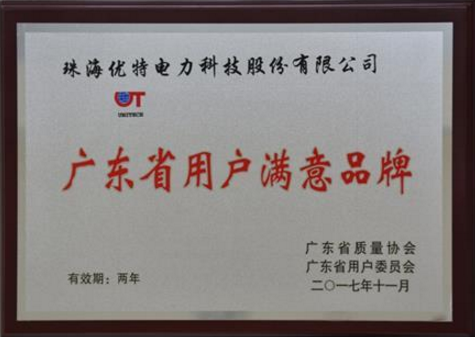 珠海优特电力科技股份有限公司
UT
UNITECH
广东省用户满意品牌
广东省质量协会
广东省用户委员会
有效期：两年
二〇一七年十一月